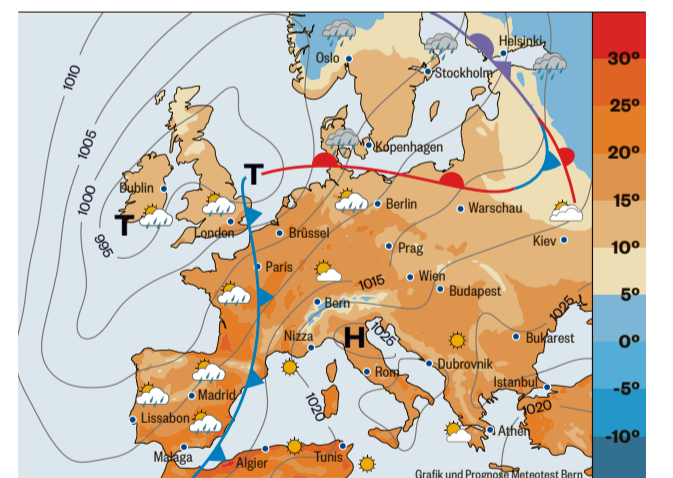 1010
1005
1000
995
Oslo
Helsinki
Stockholm
Kopenhagen
Dublin
T
T
London
Berlin
Warschau
Brüssel
Prag
Kiev
Paris
Wien
Budapest
1015
Bern
Nizza
H
1025
1025
Bukarest
Rom
Dubrovnik
Madrid
Istanbul
1020
1020
Lissabon
Athen
Malaga
Algier
Tunis
Grafik und Prognose Meteotest Bern
30°
25°
20°
15°
10°
5°
0°
-5°
-10°